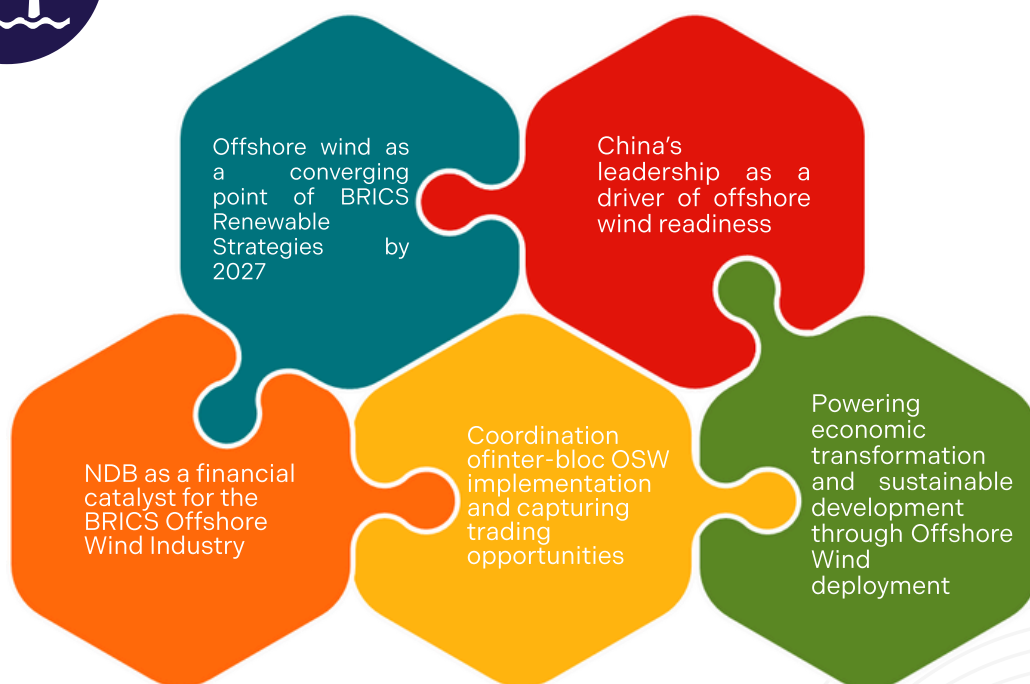 Offshore wind as
a converging
point of BRICS
Renewable
Strategies by
2027
China’s
leadership as a
driver of offshore
wind readiness
NDB as a financial
catalyst for the
BRICS Offshore
Wind Industry
Coordination
ofinter-bloc OSW
implementation
and capturing
trading
opportunities
Powering
economic
transformation
and sustainable
development
through Offshore
Wind
deployment